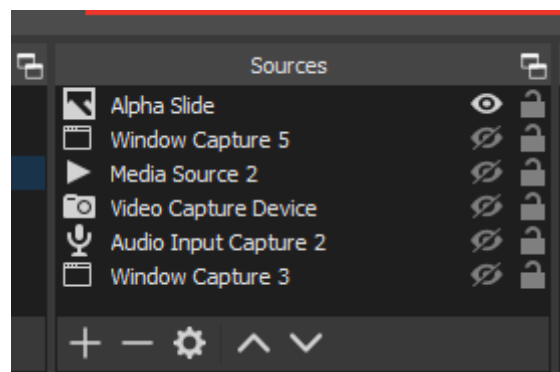 Sources
Alpha Slide
Window Capture 5
Media Source 2
Video Capture Device
Audio Input Capture 2
Window Capture 3